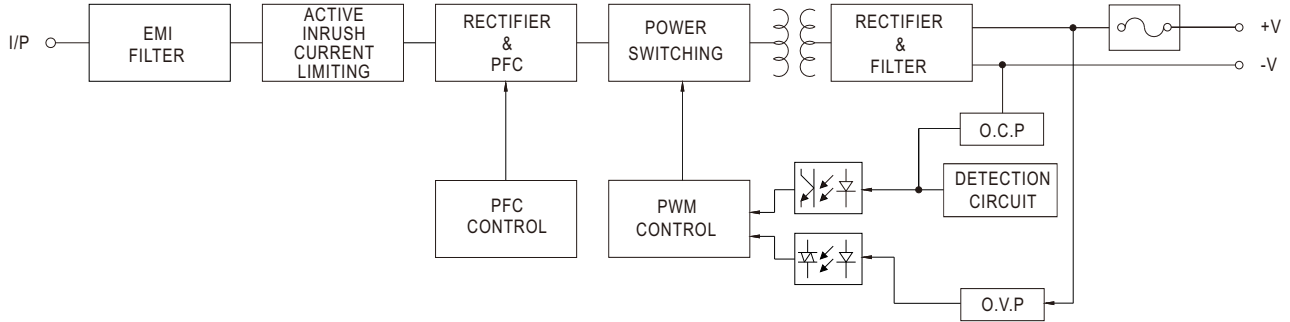 I/P
EMI
FILTER
ACTIVE
INRUSH
CURRENT
LIMITING
RECTIFIER
&
PFC
POWER
SWITCHING
RECTIFIER
&
FILTER
+V
-V
O.C.P
DETECTION
CIRCUIT
PFC
CONTROL
PWM
CONTROL
O.V.P